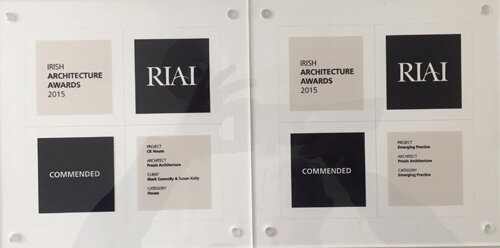 IRISH
ARCHITECTURE
AWARDS
2015
RIAI
COMMENDED
PROJECT
CK House
ARCHITECT
Praxis Architecture
CLIENT
Mark Connolly & Susan Kelly
CATEGORY
House
IRISH
ARCHITECTURE
AWARDS
2015
RIAI
COMMENDED
PROJECT
Emerging Practice
ARCHITECT
Praxis Architecture
CATEGORY
Emerging Practice